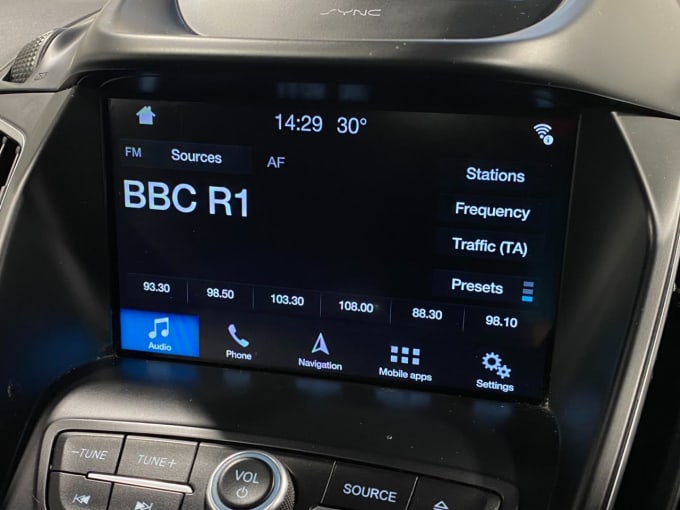 SYNC
14:29 30°
FM Sources AF
Stations
BBC R1
Frequency
Traffic (TA)
Presets
93.30 98.50 103.30 108.00 88.30 98.10
Audio Phone Navigation Mobile apps Settings
–TUNE TUNE+
VOL SOURCE